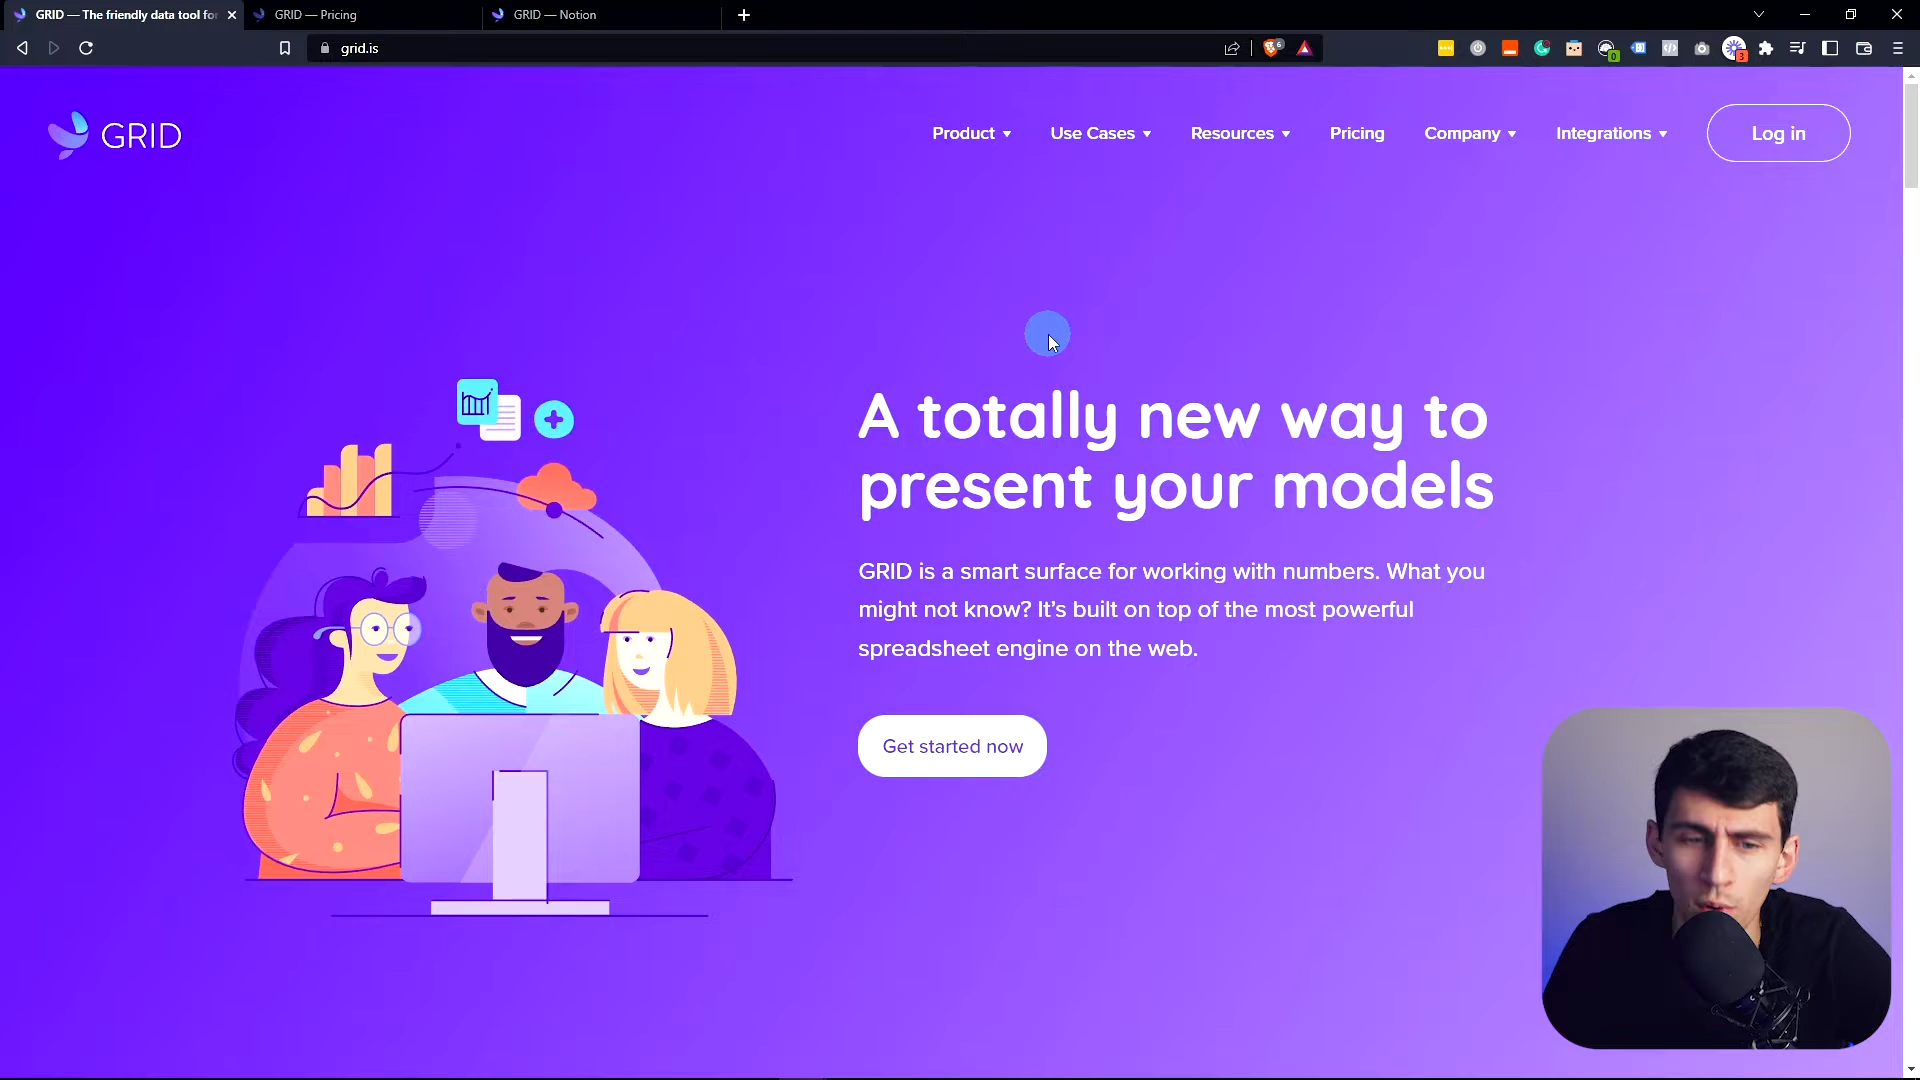 GRID — The friendly data tool for
GRID — Pricing
GRID — Notion
grid.is
6
0
3
GRID
Product
Use Cases
Resources
Pricing
Company
Integrations
Log in
A totally new way to
present your models
GRID is a smart surface for working with numbers. What you
might not know? It's built on top of the most powerful
spreadsheet engine on the web.
Get started now